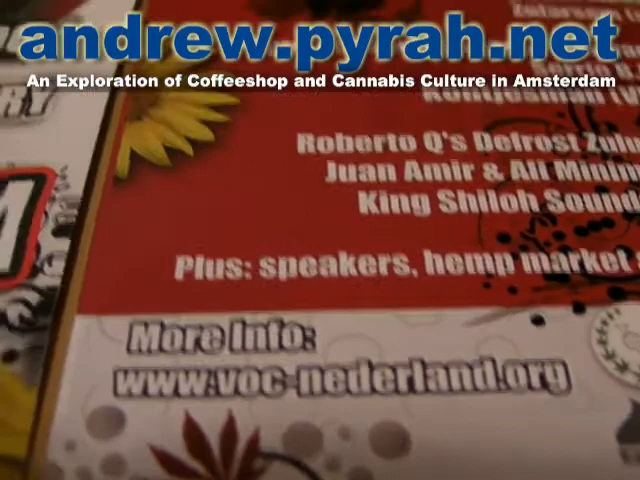 andrew.pyrah.net
An Exploration of Coffeeshop and Cannabis Culture in Amsterdam
Roberto Q's Defrost Zulu
Juan Amir & Ali
King Shiloh Sound
Plus: speakers, hemp market
More Info:
www.voc-nederland.org